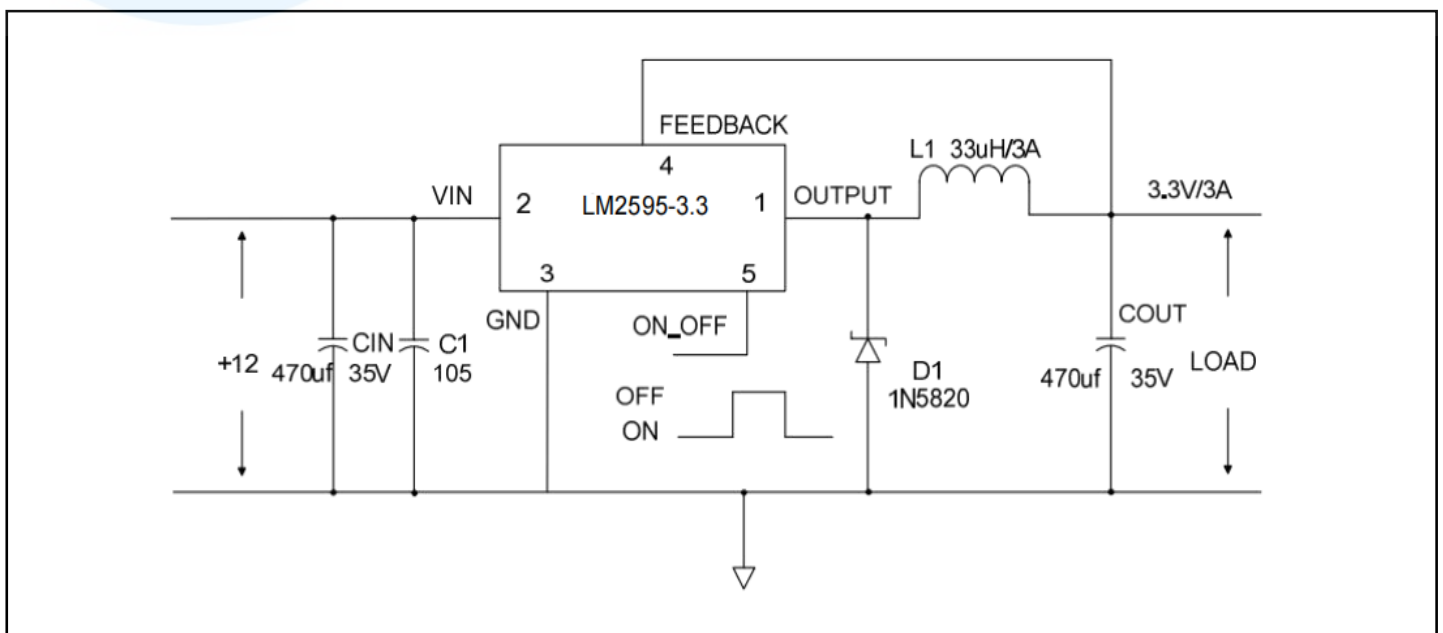 FEEDBACK
4
L1 33uH/3A
VIN
2
LM2595-3.3
1
OUTPUT
3.3V/3A
3
5
GND
ON_OFF
COUT
+12
CIN
C1
470uf 35V
105
D1
1N5820
470uf 35V
LOAD
OFF
ON